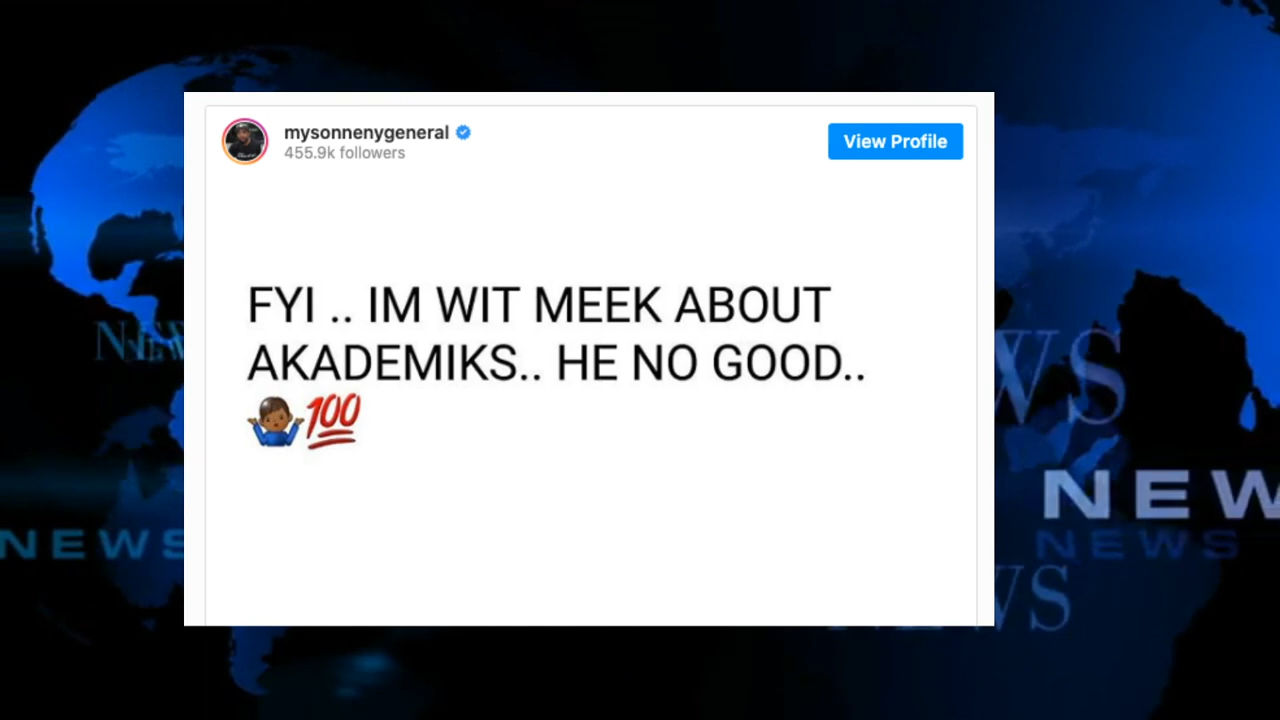 mysonnenygeneral
455.9k followers
View Profile
FYI .. IM WIT MEEK ABOUT
AKADEMIKS.. HE NO GOOD..
🤷🏾‍♂️💯
NEWS
NEW
NEWS
NEWS